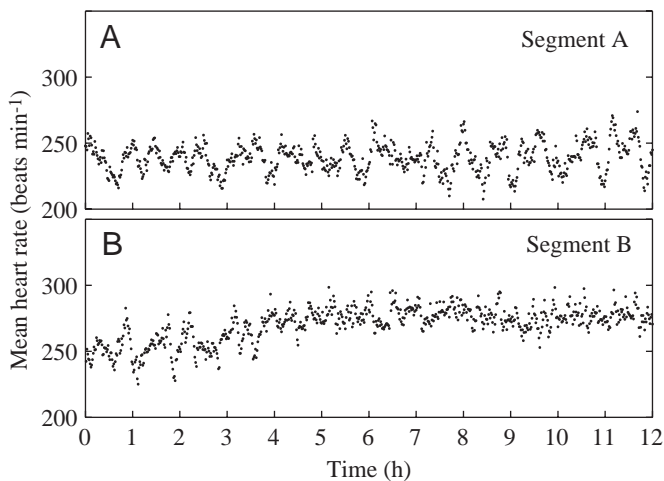 A
Segment A
350
300
250
200
B
Segment B
300
250
200
0 1 2 3 4 5 6 7 8 9 10 11 12
Time (h)
Mean heart rate (beats min-1)